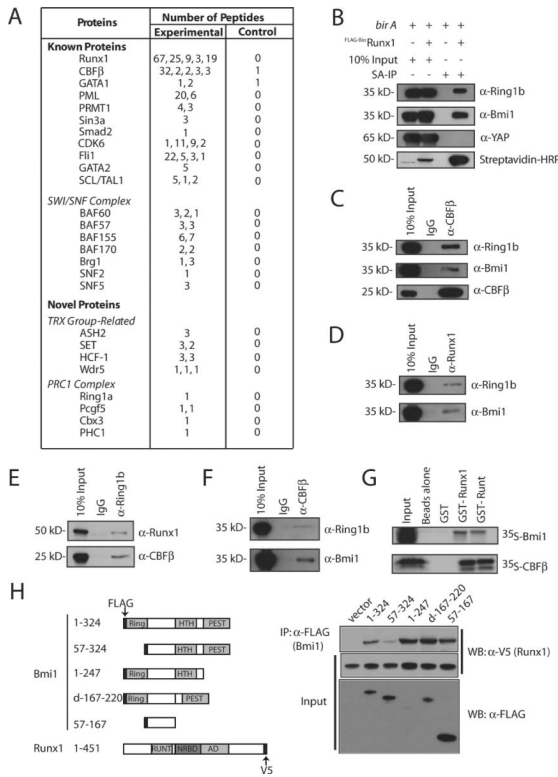 A
Proteins Number of Peptides
Experimental Control
Known Proteins
Runx1 67, 25, 9, 3, 19 0
CBFβ 32, 2, 2, 3, 3 1
GATA1 1, 2 1
PML 20, 6 0
PRMT1 4, 3 0
Sin3a 3 0
Smad2 1 0
CDK6 1, 11, 9, 2 0
Fli1 22, 5, 3, 1 0
GATA2 5 0
SCL/TAL1 5, 1, 2 0
SWI/SNF Complex
BAF60 3, 2, 1 0
BAF57 3, 3 0
BAF155 6, 7 0
BAF170 2, 2 0
Brg1 1, 3 0
SNF2 1 0
SNF5 3 0
Novel Proteins
TRX Group-Related
ASH2 3 0
SET 3, 2 0
HCF-1 3, 3 0
Wdr5 1, 1, 1 0
PRC1 Complex
Ring1a 1 0
Pcgf5 1, 1 0
Cbx3 1 0
PHC1 1 0
B
bir A + + + +
FLAG-Bio Runx1 - + - +
10% Input + + - -
SA-IP - - + +
35 kD- α-Ring1b
35 kD- α-Bmi1
65 kD- α-YAP
50 kD- Streptavidin-HRP
C
10% Input IgG α-CBFβ
35 kD- α-Ring1b
35 kD- α-Bmi1
25 kD- α-CBFβ
D
10% Input IgG α-Runx1
35 kD- α-Ring1b
35 kD- α-Bmi1
E
10% Input IgG α-Ring1b
50 kD- α-Runx1
25 kD- α-CBFβ
F
10% Input IgG α-CBFβ
35 kD- α-Ring1b
35 kD- α-Bmi1
G
Input Beads alone GST GST-Runx1 GST-Runt
35S-Bmi1
35S-CBFβ
H
FLAG
1-324 Ring HTH PEST
57-324 HTH PEST
Bmi1 1-247 Ring HTH
d-167-220 Ring PEST
57-167
Runx1 1-451 RUNT NRBD AD
V5
vector 1-324 57-324 1-247 d-167-220 57-167
IP: α-FLAG
(Bmi1)
WB: α-V5 (Runx1)
Input
WB: α-FLAG